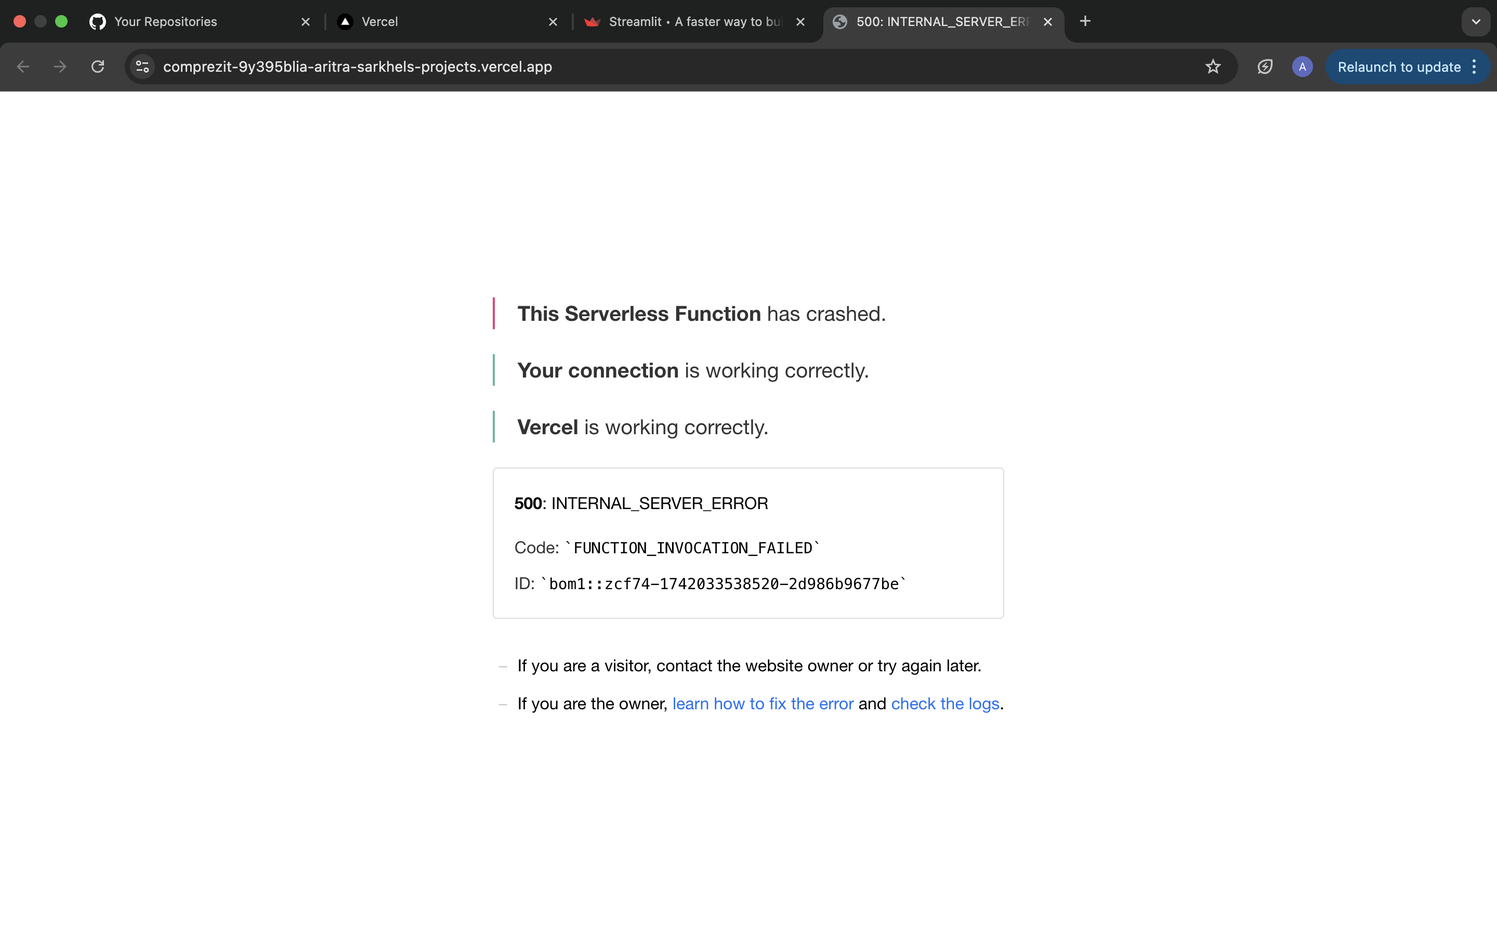 Your Repositories
Vercel
Streamlit • A faster way to bu
500: INTERNAL_SERVER_ERR
comprezit-9y395blia-aritra-sarkhels-projects.vercel.app
A
Relaunch to update
This Serverless Function has crashed.
Your connection is working correctly.
Vercel is working correctly.
500: INTERNAL_SERVER_ERROR
Code: `FUNCTION_INVOCATION_FAILED`
ID: `bom1::zcf74-1742033538520-2d986b9677be`
– If you are a visitor, contact the website owner or try again later.
– If you are the owner, learn how to fix the error and check the logs.